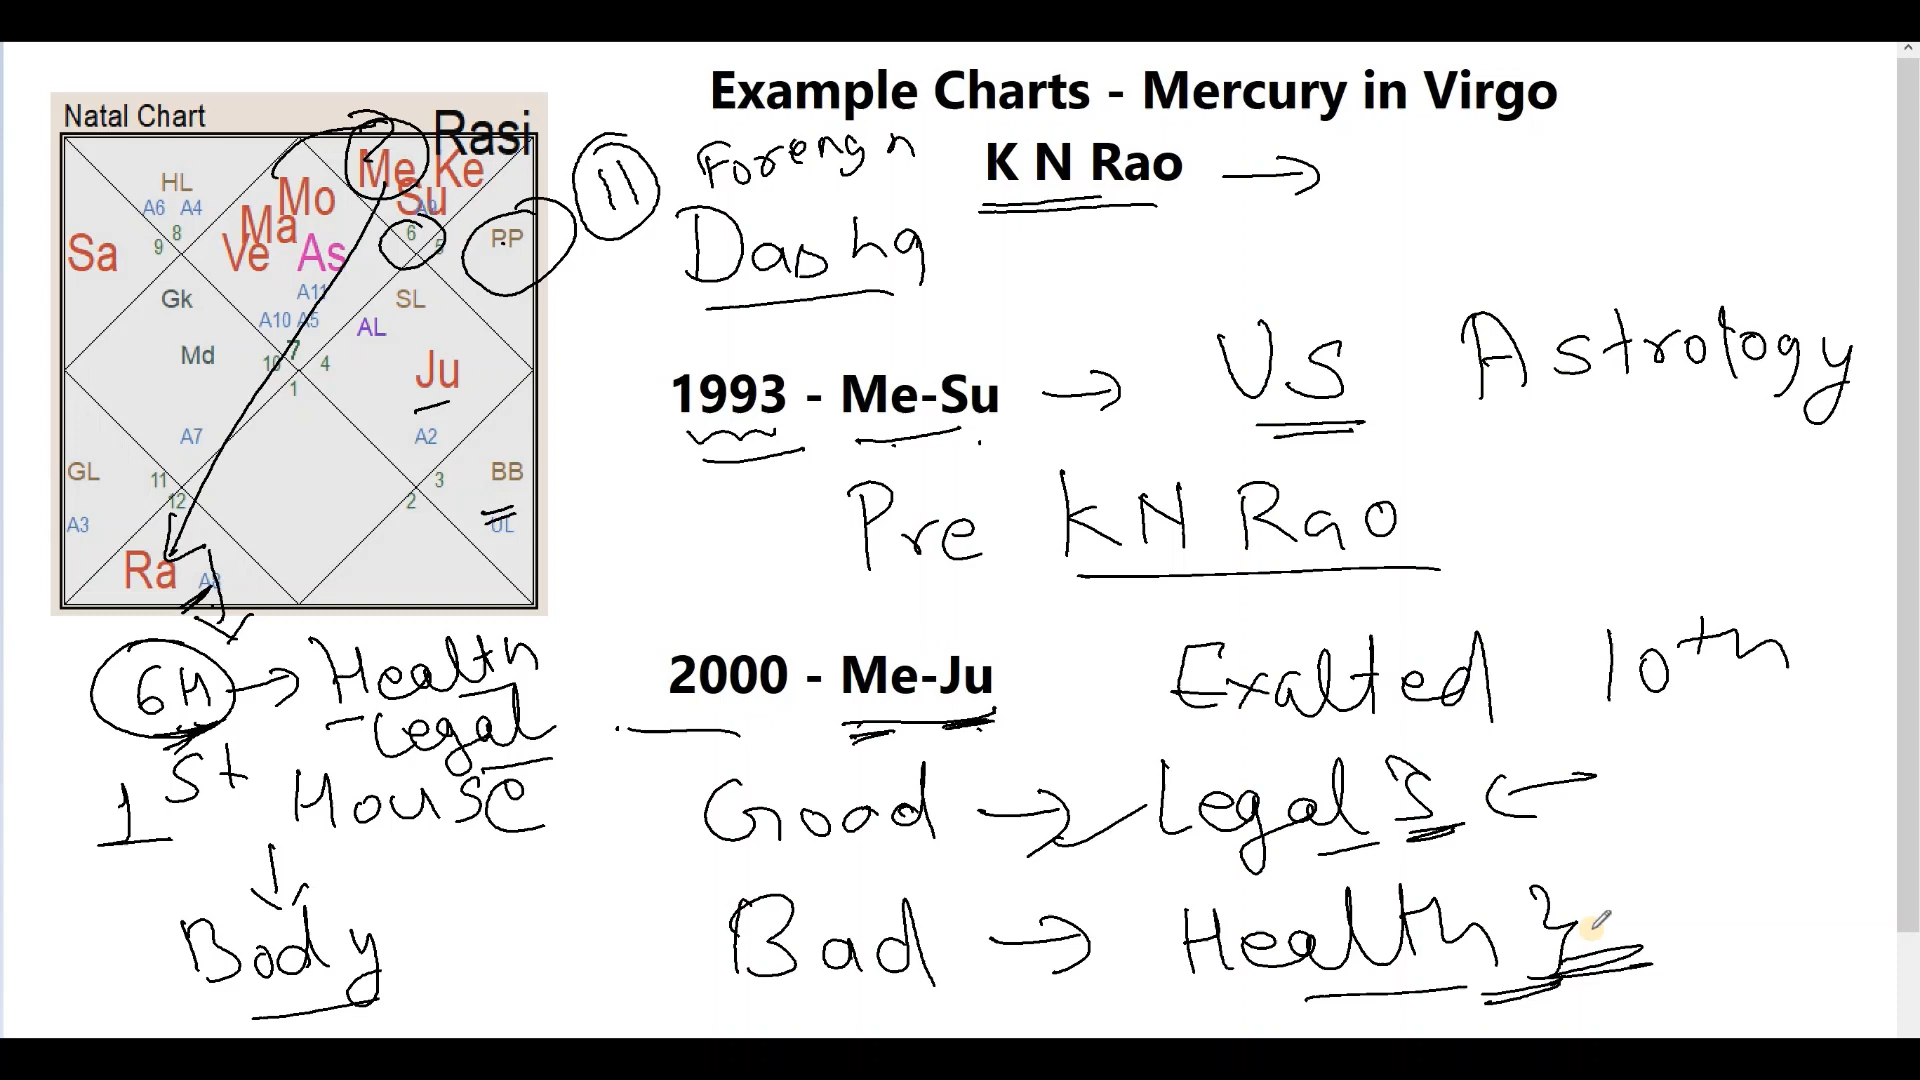 Example Charts - Mercury in Virgo
Natal Chart
Rasi
HL
A6 A4
Mo
Me Ke
Su
A9
Ma
Ve As
Sa
9 8
6 5
PP
11
Gk
A11
SL
A10 A5
AL
Md
10 7 4
1
Ju
A7
A2
GL
11
12
3
2
BB
A3
UL
Ra
A8
K N Rao →
Dasha
1993 - Me-Su → US Astrology
Pre KN Rao
2000 - Me-Ju
Exalted 10th
6H → Health
- Legal
1st House
↓
Body
Good → Legal
Bad → Health